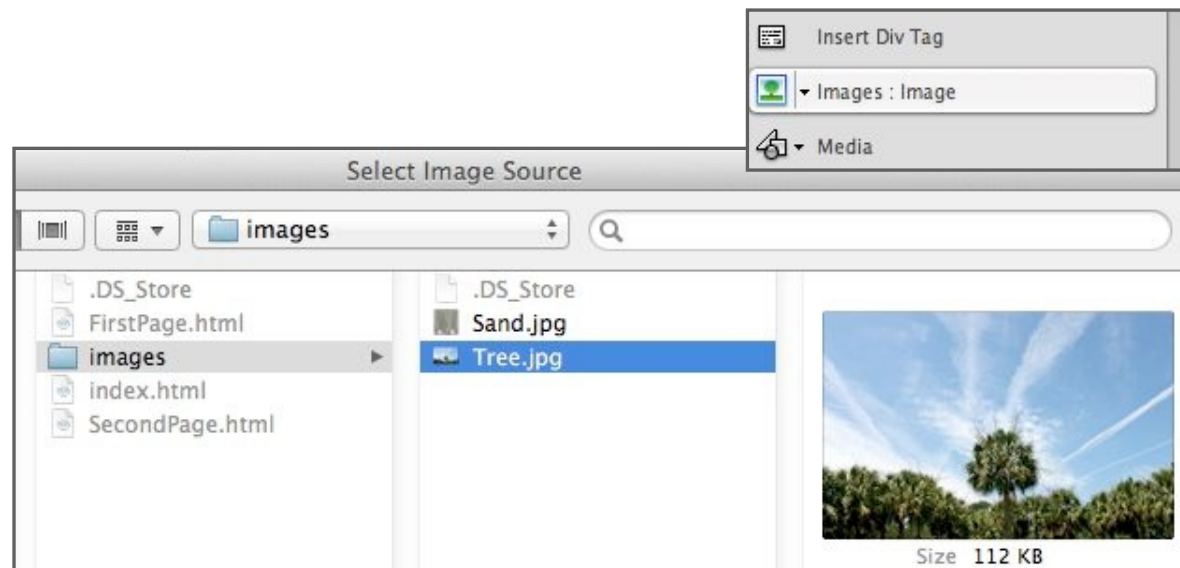 Insert Div Tag
Images : Image
Media
Select Image Source
images
.DS_Store
FirstPage.html
images
index.html
SecondPage.html
.DS_Store
Sand.jpg
Tree.jpg
Size 112 KB